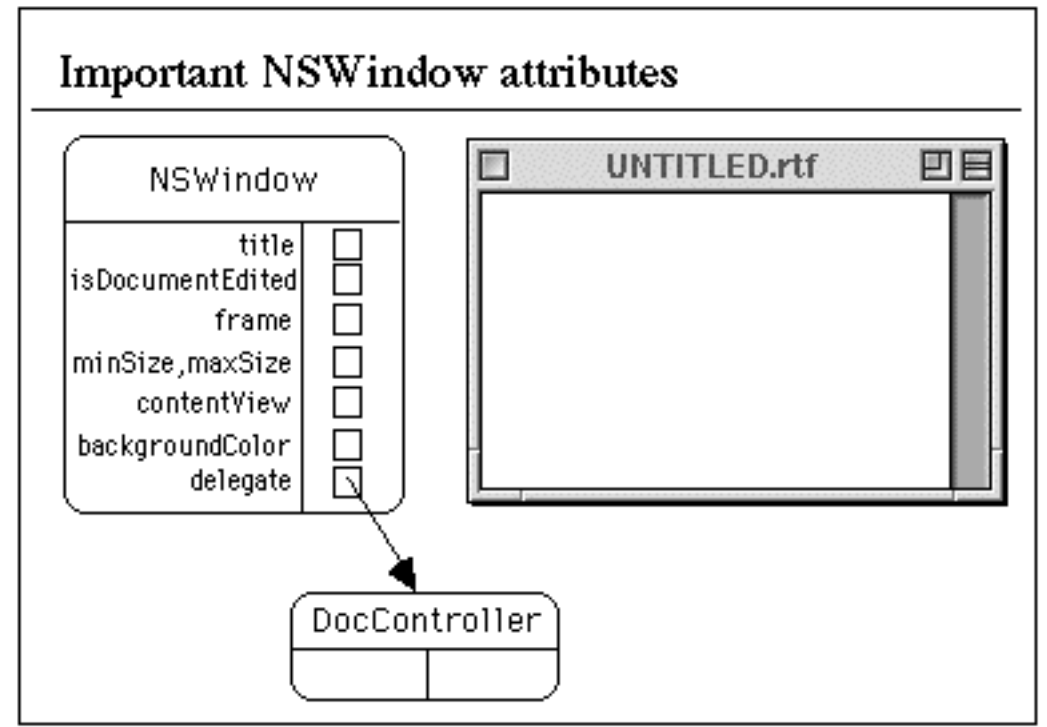 Important NSWindow attributes
NSWindow
title
isDocumentEdited
frame
minSize,maxSize
contentView
backgroundColor
delegate
UNTITLED.rtf
DocController